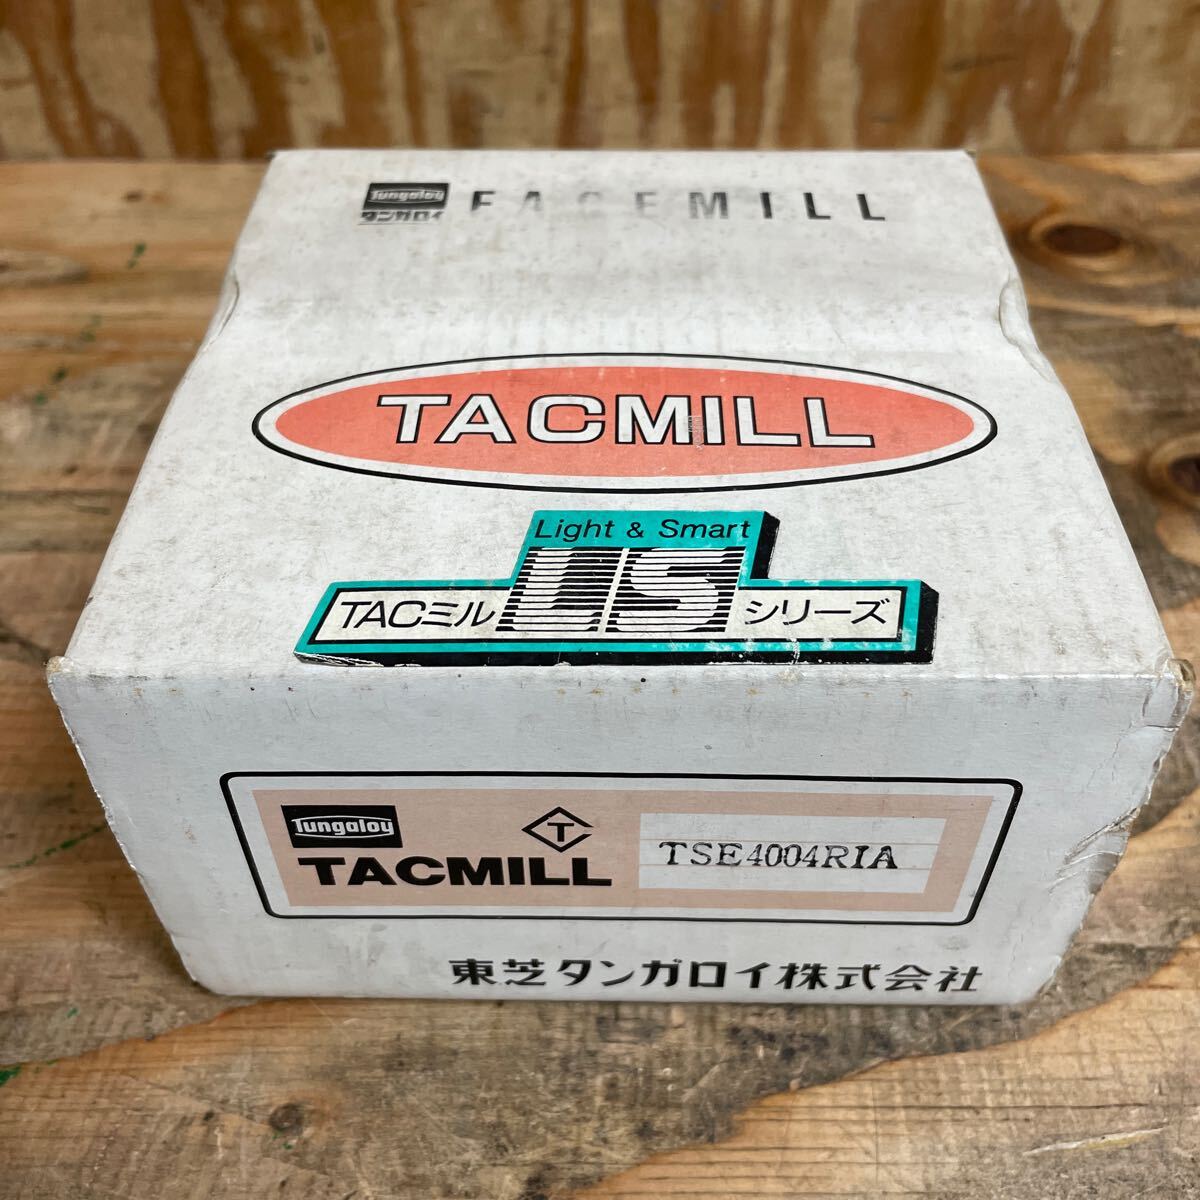 Tungaloy
タンガロイ
FACEMILL
TACMILL
Light & Smart
TACミル LS シリーズ
Tungaloy
T
TACMILL
TSE4004RIA
東芝タンガロイ株式会社